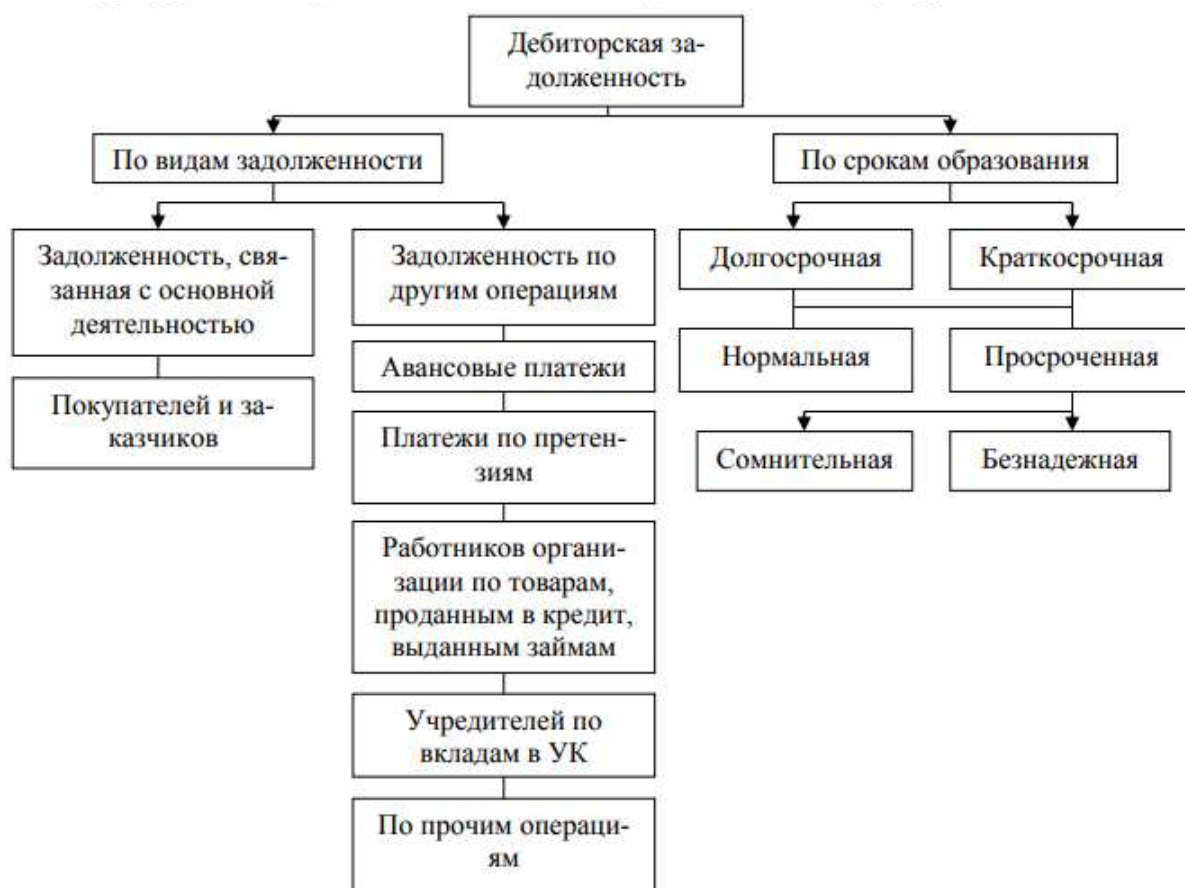 Дебиторская за-
долженность
По видам задолженности
По срокам образования
Задолженность, свя-
занная с основной
деятельностью
Задолженность по
другим операциям
Долгосрочная
Краткосрочная
Нормальная
Просроченная
Авансовые платежи
Покупателей и за-
казчиков
Платежи по претен-
зиям
Сомнительная
Безнадежная
Работников органи-
зации по товарам,
проданным в кредит,
выданным займам
Учредителей по
вкладам в УК
По прочим операци-
ям